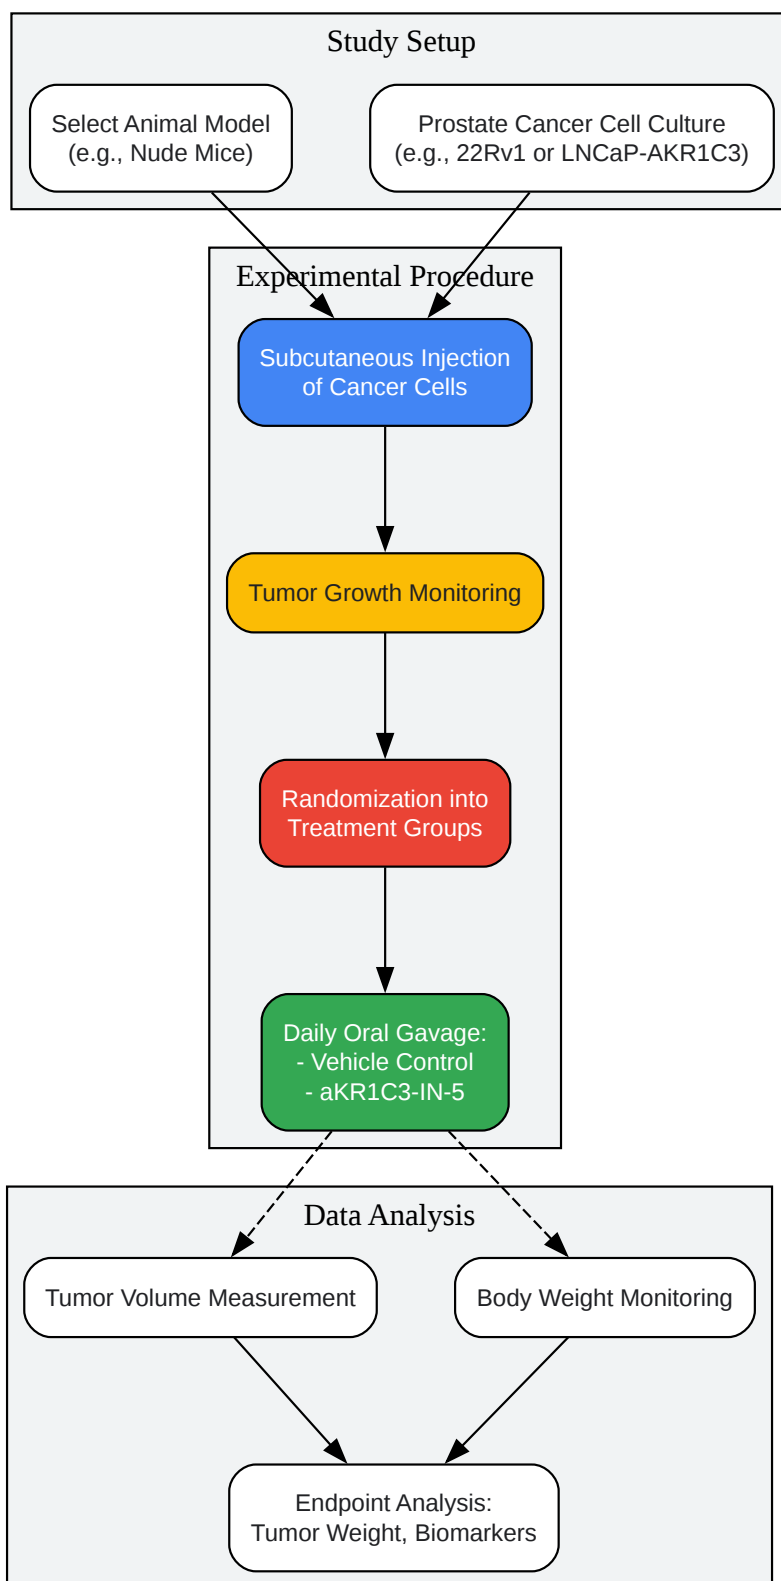 Study Setup
Select Animal Model
(e.g., Nude Mice)
Prostate Cancer Cell Culture
(e.g., 22Rv1 or LNCaP-AKR1C3)
Experimental Procedure
Subcutaneous Injection
of Cancer Cells
Tumor Growth Monitoring
Randomization into
Treatment Groups
Daily Oral Gavage:
- Vehicle Control
- aKR1C3-IN-5
Data Analysis
Tumor Volume Measurement
Body Weight Monitoring
Endpoint Analysis:
Tumor Weight, Biomarkers